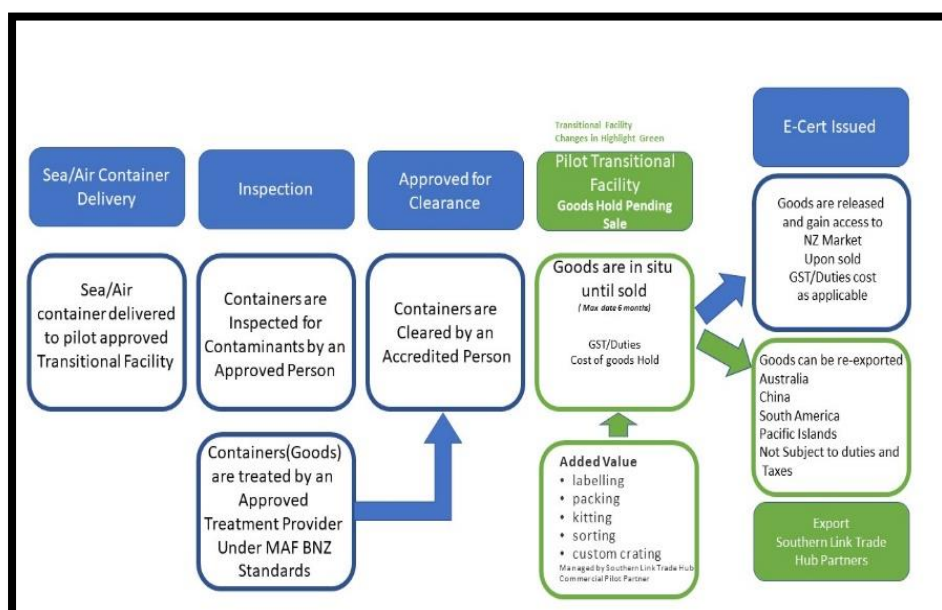 Sea/Air Container
Delivery
Sea/Air
container delivered
to pilot approved
Transitional Facility
Inspection
Containers are
Inspected for
Contaminants by an
Approved Person
Containers(Goods)
are treated by an
Approved
Treatment Provider
Under MAF BNZ
Standards
Approved for
Clearance
Containers are
Cleared by an
Accredited Person
Transitional Facility
Changes in Highlight Green
Pilot Transitional
Facility
Goods Hold Pending
Sale
Goods are in situ
until sold
( Max date 6 months)
GST/Duties
Cost of goods Hold
Added Value
• labelling
• packing
• kitting
• sorting
• custom crating
Managed by Southern Link Trade Hub
Commercial Pilot Partner
E-Cert Issued
Goods are released
and gain access to
NZ Market
Upon sold
GST/Duties cost
as applicable
Goods can be re-exported
Australia
China
South America
Pacific Islands
Not Subject to duties and
Taxes
Export
Southern Link Trade
Hub Partners